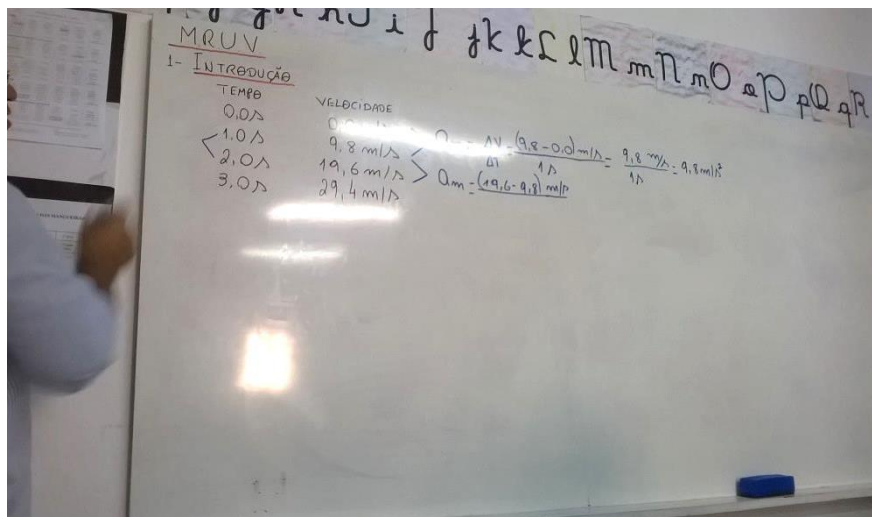 i j jK k L l M m N n O o P p Q q R
MRUV
1- INTRODUÇÃO
TEMPO VELOCIDADE
0,0s
1.0s 9,8 m/s < = ΔV/ΔT = (9,8-0,0) m/s / 1s = 9,8 m/s / 1s = 9,8 m/s²
< 2,0s 19,6 m/s > am = (19,6-9,8) m/s
3,0s 29,4 m/s